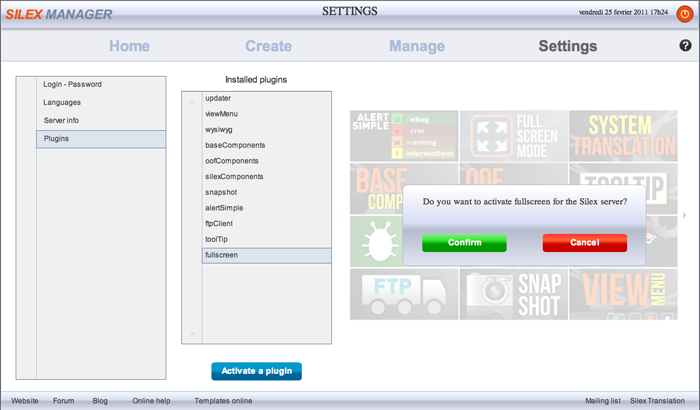 SILEX MANAGER
SETTINGS
vendredi 25 fevrier 2011 17h24
Home
Create
Manage
Settings
?
Login - Password
Languages
Server info
Plugins
Installed plugins
updater
viewMenu
wysiwyg
baseComponents
oofComponents
silexComponents
snapshot
alertSimple
ftpClient
toolTip
fullscreen
Activate a plugin
ALERT
SIMPLE
debug
error
warning
informations
FULL
SCREEN
MODE
SYSTEM
TRANSLATION
BASE
COMP
OOF
TOOLTIP
Do you want to activate fullscreen for the Silex server?
Confirm
Cancel
FTP
SNAP
SHOT
VIEW
MENU
Website
Forum
Blog
Online help
Templates online
Mailing list
Silex Translation